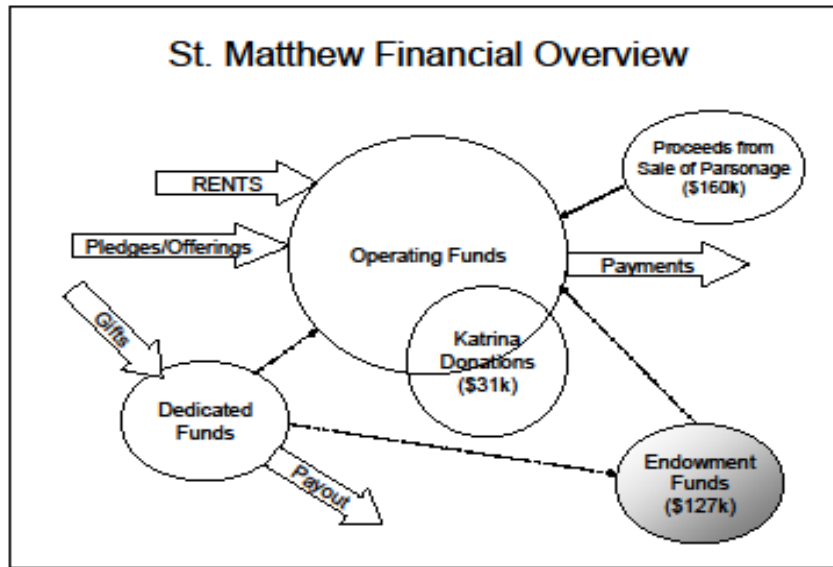 St. Matthew Financial Overview
Proceeds from
Sale of Parsonage
($160k)
RENTS
Pledges/Offerings
Operating Funds
Payments
Gifts
Katrina
Donations
($31k)
Dedicated
Funds
Payout
Endowment
Funds
($127k)